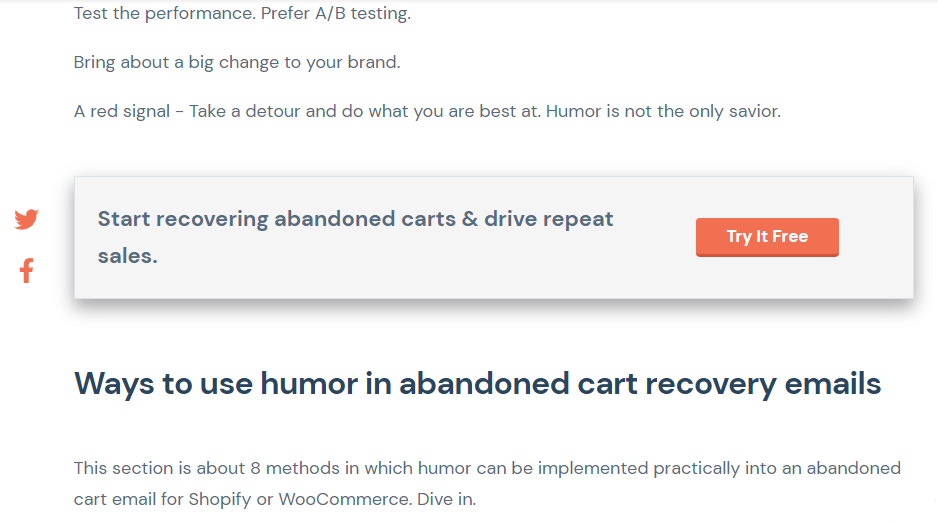 Test the performance. Prefer A/B testing.
Bring about a big change to your brand.
A red signal - Take a detour and do what you are best at. Humor is not the only savior.
Start recovering abandoned carts & drive repeat
sales.
Try It Free
Ways to use humor in abandoned cart recovery emails
This section is about 8 methods in which humor can be implemented practically into an abandoned
cart email for Shopify or WooCommerce. Dive in.